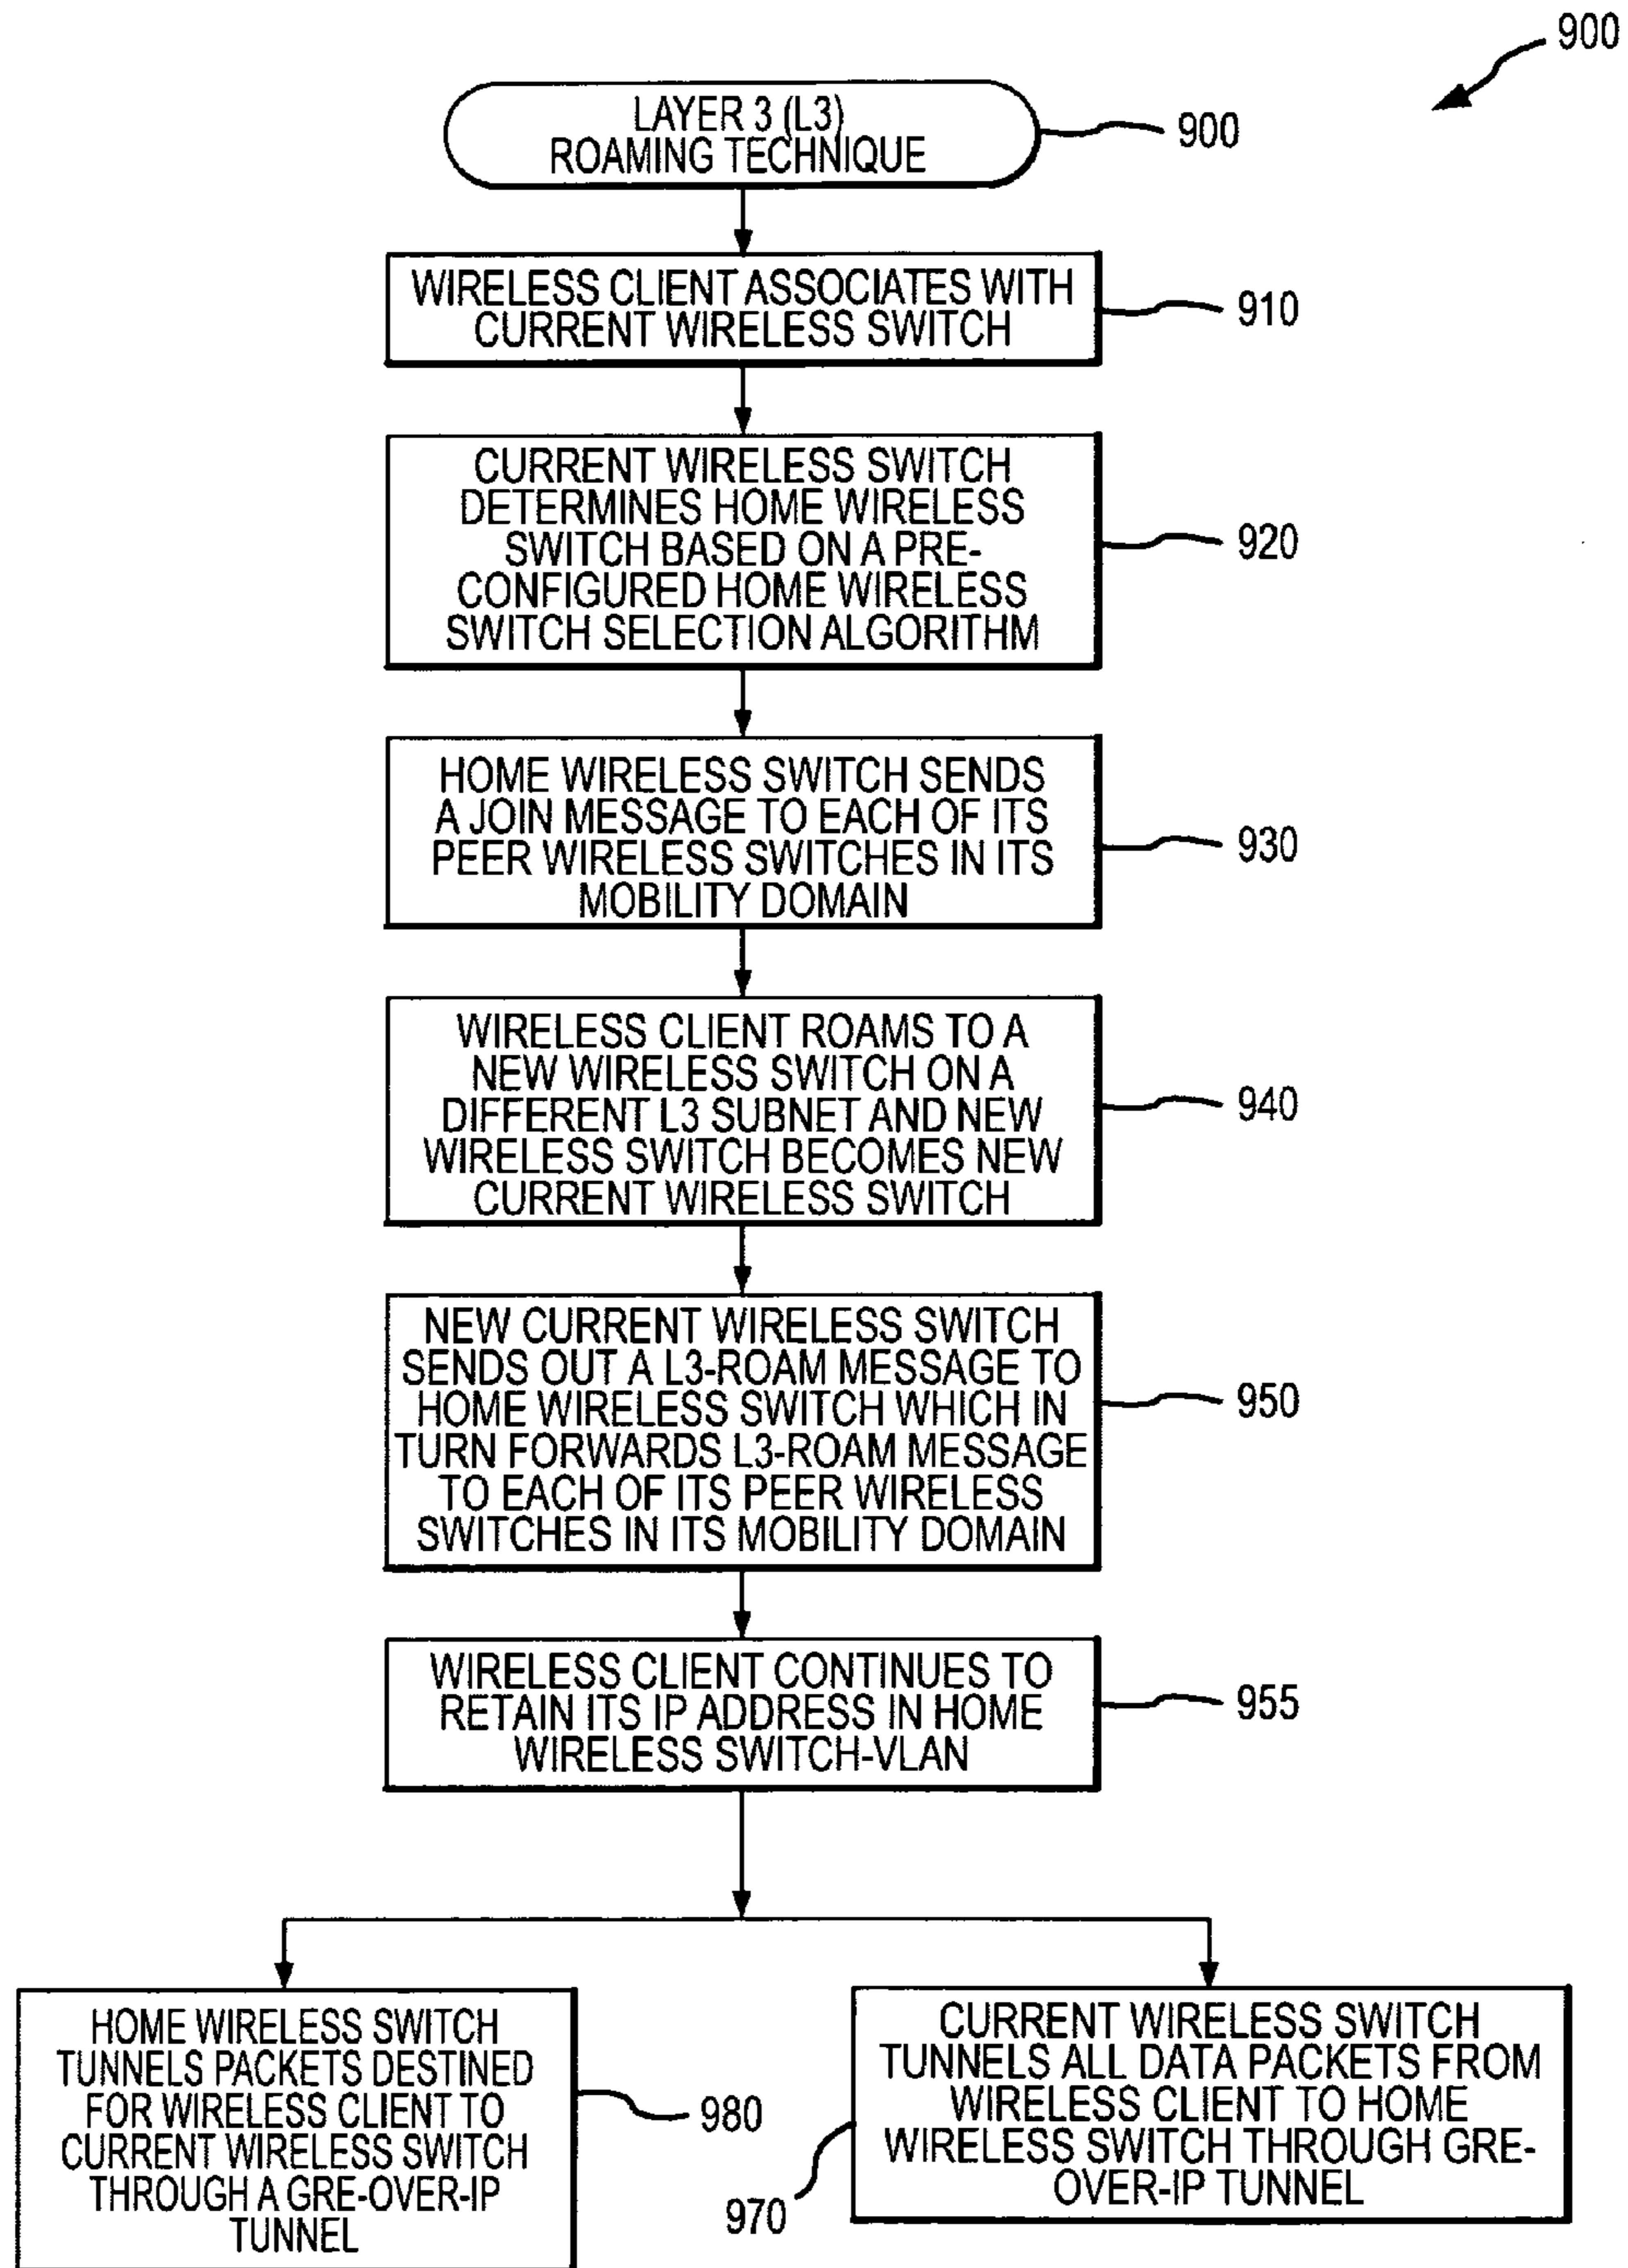 900
LAYER 3 (L3)
ROAMING TECHNIQUE
900
WIRELESS CLIENT ASSOCIATES WITH
CURRENT WIRELESS SWITCH
910
CURRENT WIRELESS SWITCH
DETERMINES HOME WIRELESS
SWITCH BASED ON A PRE-
CONFIGURED HOME WIRELESS
SWITCH SELECTION ALGORITHM
920
HOME WIRELESS SWITCH SENDS
A JOIN MESSAGE TO EACH OF ITS
PEER WIRELESS SWITCHES IN ITS
MOBILITY DOMAIN
930
WIRELESS CLIENT ROAMS TO A
NEW WIRELESS SWITCH ON A
DIFFERENT L3 SUBNET AND NEW
WIRELESS SWITCH BECOMES NEW
CURRENT WIRELESS SWITCH
940
NEW CURRENT WIRELESS SWITCH
SENDS OUT A L3-ROAM MESSAGE TO
HOME WIRELESS SWITCH WHICH IN
TURN FORWARDS L3-ROAM MESSAGE
TO EACH OF ITS PEER WIRELESS
SWITCHES IN ITS MOBILITY DOMAIN
950
WIRELESS CLIENT CONTINUES TO
RETAIN ITS IP ADDRESS IN HOME
WIRELESS SWITCH-VLAN
955
HOME WIRELESS SWITCH
TUNNELS PACKETS DESTINED
FOR WIRELESS CLIENT TO
CURRENT WIRELESS SWITCH
THROUGH A GRE-OVER-IP
TUNNEL
980
CURRENT WIRELESS SWITCH
TUNNELS ALL DATA PACKETS FROM
WIRELESS CLIENT TO HOME
WIRELESS SWITCH THROUGH GRE-
OVER-IP TUNNEL
970